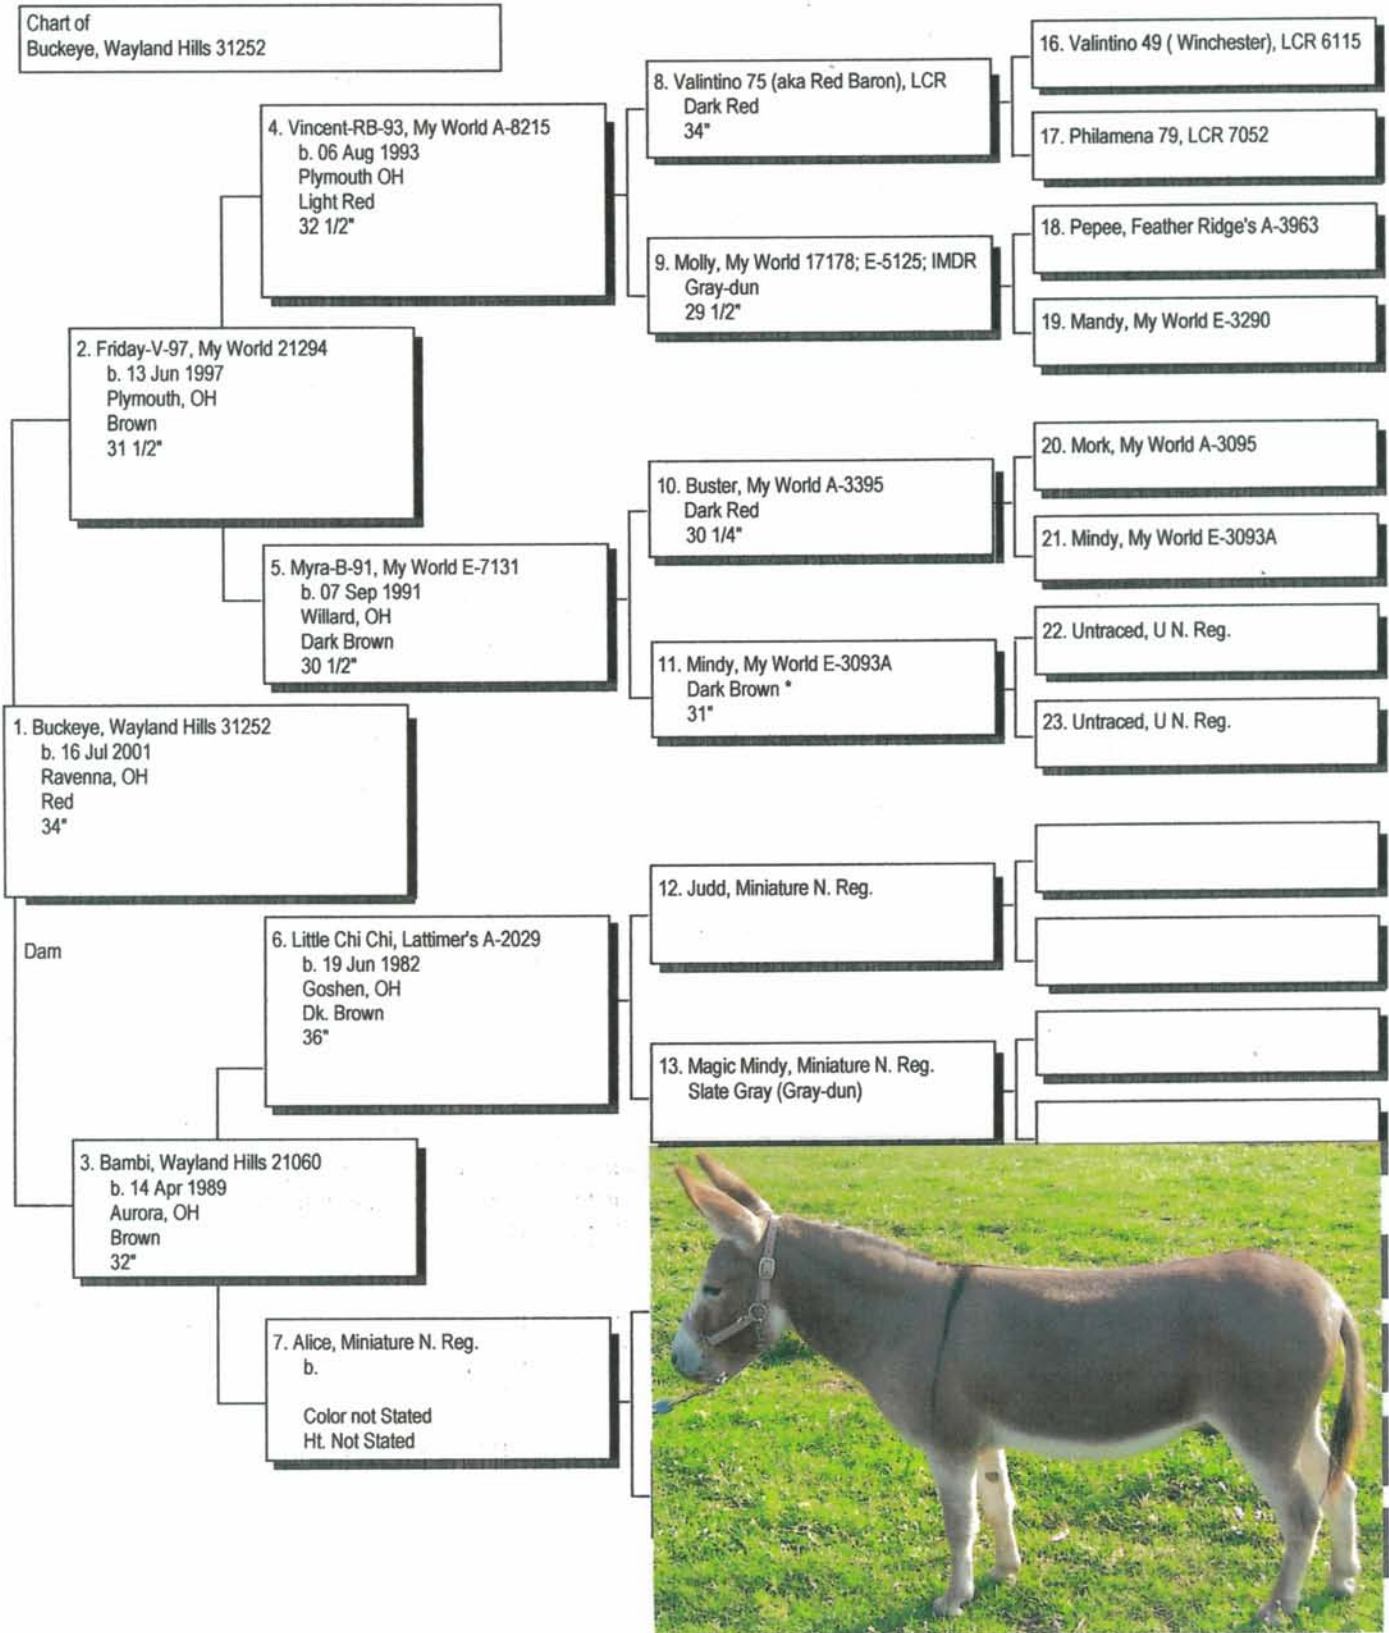 Chart of
Buckeye, Wayland Hills 31252
16. Valintino 49 ( Winchester), LCR 6115
8. Valintino 75 (aka Red Baron), LCR
Dark Red
34"
17. Philamena 79, LCR 7052
4. Vincent-RB-93, My World A-8215
b. 06 Aug 1993
Plymouth OH
Light Red
32 1/2"
18. Pepee, Feather Ridge's A-3963
9. Molly, My World 17178; E-5125; IMDR
Gray-dun
29 1/2"
19. Mandy, My World E-3290
2. Friday-V-97, My World 21294
b. 13 Jun 1997
Plymouth, OH
Brown
31 1/2"
20. Mork, My World A-3095
10. Buster, My World A-3395
Dark Red
30 1/4"
21. Mindy, My World E-3093A
5. Myra-B-91, My World E-7131
b. 07 Sep 1991
Willard, OH
Dark Brown
30 1/2"
22. Untraced, U N. Reg.
11. Mindy, My World E-3093A
Dark Brown *
31"
23. Untraced, U N. Reg.
1. Buckeye, Wayland Hills 31252
b. 16 Jul 2001
Ravenna, OH
Red
34"
12. Judd, Miniature N. Reg.
Dam
6. Little Chi Chi, Lattimer's A-2029
b. 19 Jun 1982
Goshen, OH
Dk. Brown
36"
13. Magic Mindy, Miniature N. Reg.
Slate Gray (Gray-dun)
3. Bambi, Wayland Hills 21060
b. 14 Apr 1989
Aurora, OH
Brown
32"
7. Alice, Miniature N. Reg.
b.
Color not Stated
Ht. Not Stated